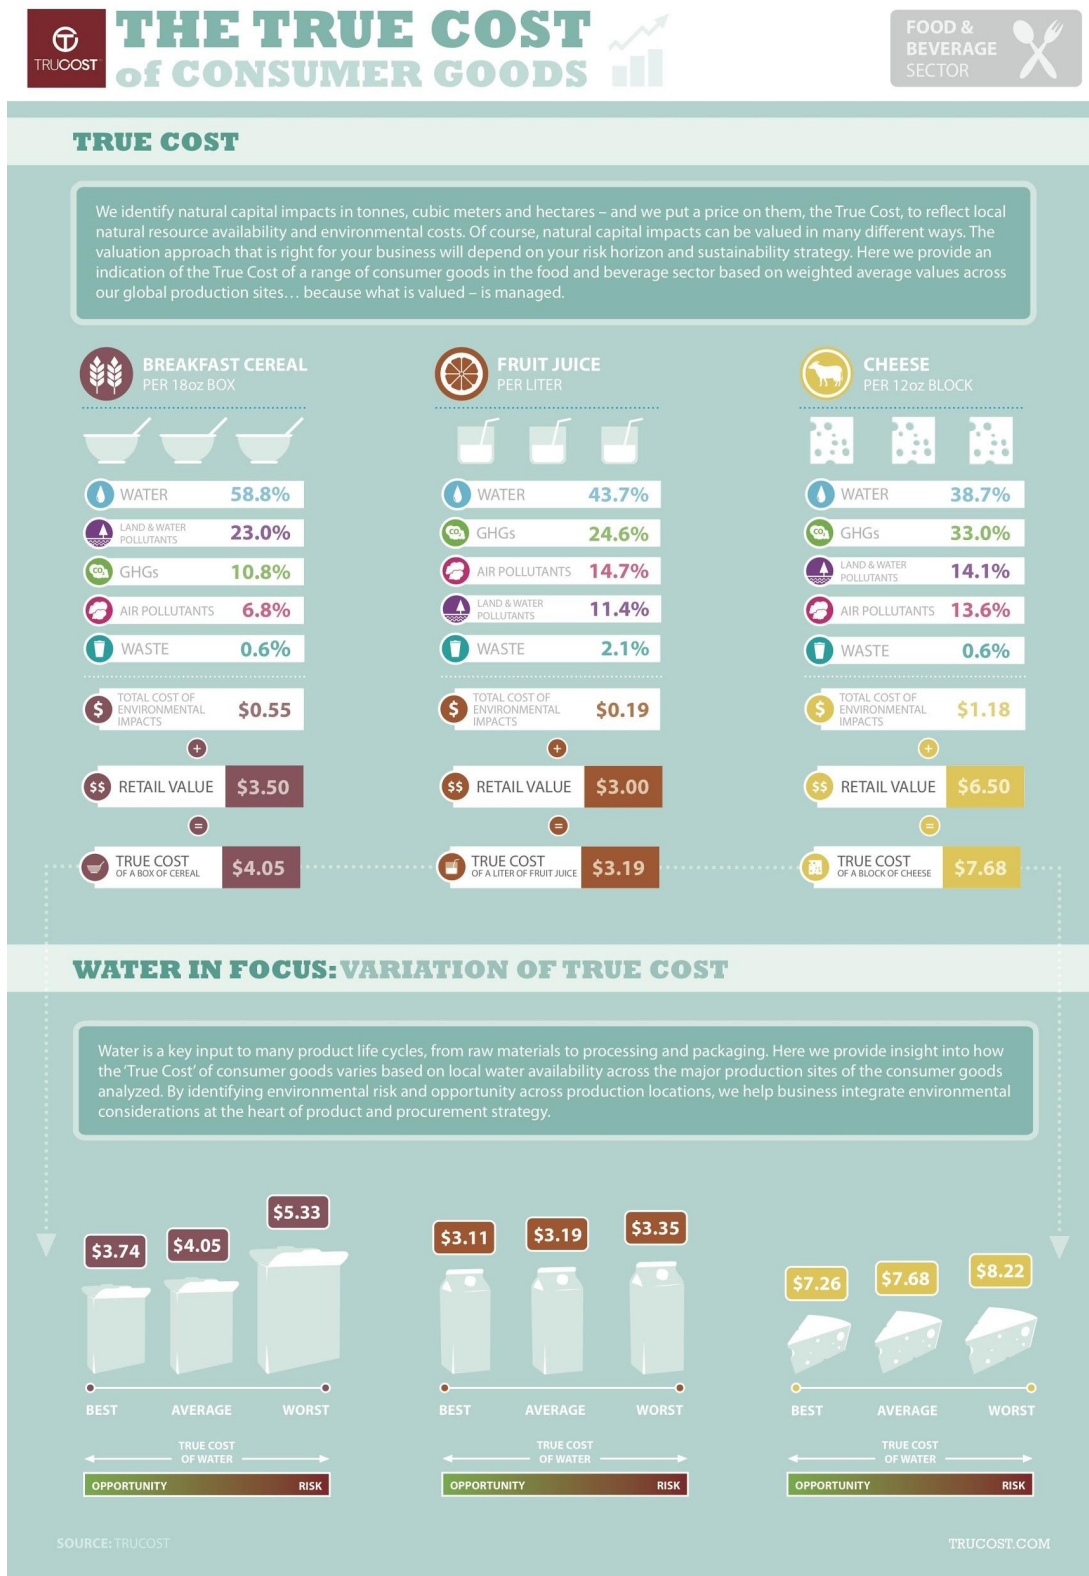 TRUCOST
THE TRUE COST
of CONSUMER GOODS
FOOD &
BEVERAGE
SECTOR
TRUE COST
We identify natural capital impacts in tonnes, cubic meters and hectares – and we put a price on them, the True Cost, to reflect local
natural resource availability and environmental costs. Of course, natural capital impacts can be valued in many different ways. The
valuation approach that is right for your business will depend on your risk horizon and sustainability strategy. Here we provide an
indication of the True Cost of a range of consumer goods in the food and beverage sector based on weighted average values across
our global production sites... because what is valued – is managed.
BREAKFAST CEREAL
PER 18oz BOX
WATER 58.8%
LAND & WATER
POLLUTANTS 23.0%
CO₂ GHGs 10.8%
AIR POLLUTANTS 6.8%
WASTE 0.6%
$ TOTAL COST OF
ENVIRONMENTAL
IMPACTS $0.55
+
$$ RETAIL VALUE $3.50
=
TRUE COST
OF A BOX OF CEREAL $4.05
FRUIT JUICE
PER LITER
WATER 43.7%
CO₂ GHGs 24.6%
AIR POLLUTANTS 14.7%
LAND & WATER
POLLUTANTS 11.4%
WASTE 2.1%
$ TOTAL COST OF
ENVIRONMENTAL
IMPACTS $0.19
+
$$ RETAIL VALUE $3.00
=
TRUE COST
OF A LITER OF FRUIT JUICE $3.19
CHEESE
PER 12oz BLOCK
WATER 38.7%
CO₂ GHGs 33.0%
LAND & WATER
POLLUTANTS 14.1%
AIR POLLUTANTS 13.6%
WASTE 0.6%
$ TOTAL COST OF
ENVIRONMENTAL
IMPACTS $1.18
+
$$ RETAIL VALUE $6.50
=
TRUE COST
OF A BLOCK OF CHEESE $7.68
WATER IN FOCUS: VARIATION OF TRUE COST
Water is a key input to many product life cycles, from raw materials to processing and packaging. Here we provide insight into how
the 'True Cost' of consumer goods varies based on local water availability across the major production sites of the consumer goods
analyzed. By identifying environmental risk and opportunity across production locations, we help business integrate environmental
considerations at the heart of product and procurement strategy.
$3.74 $4.05 $5.33
BEST AVERAGE WORST
TRUE COST
OF WATER
OPPORTUNITY RISK
$3.11 $3.19 $3.35
BEST AVERAGE WORST
TRUE COST
OF WATER
OPPORTUNITY RISK
$7.26 $7.68 $8.22
BEST AVERAGE WORST
TRUE COST
OF WATER
OPPORTUNITY RISK
SOURCE: TRUCOST
TRUCOST.COM